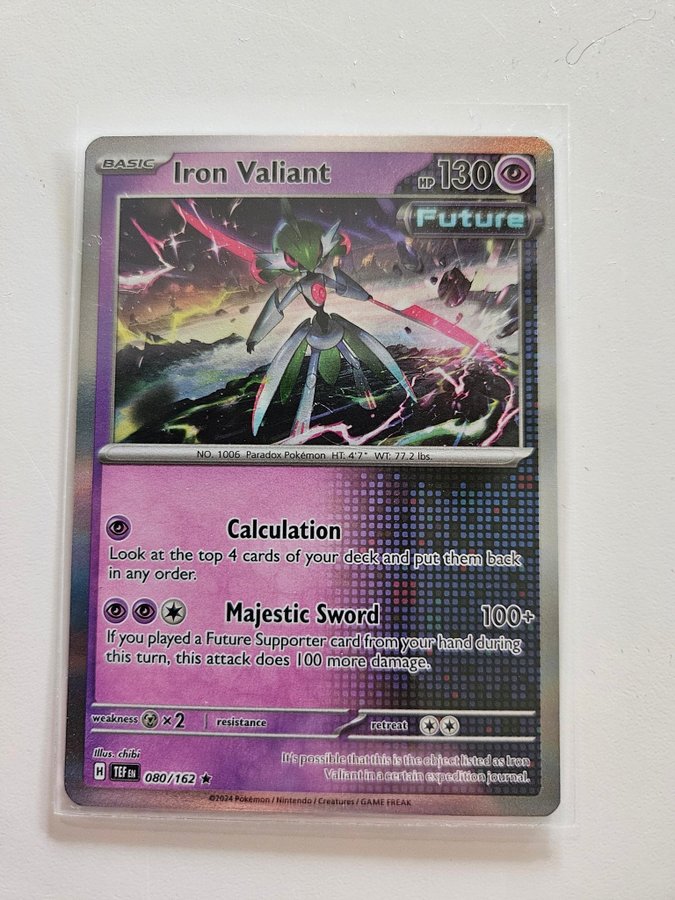 BASIC Iron Valiant HP 130
Future
NO. 1006 Paradox Pokémon HT: 4'7" WT: 77.2 lbs.
Calculation
Look at the top 4 cards of your deck and put them back
in any order.
Majestic Sword 100+
If you played a Future Supporter card from your hand during
this turn, this attack does 100 more damage.
weakness ×2 resistance retreat
Illus. chibi
It's possible that this is the object listed as Iron
Valiant in a certain expedition journal.
H TEF EN 080/162 ★
©2024 Pokémon / Nintendo / Creatures / GAME FREAK